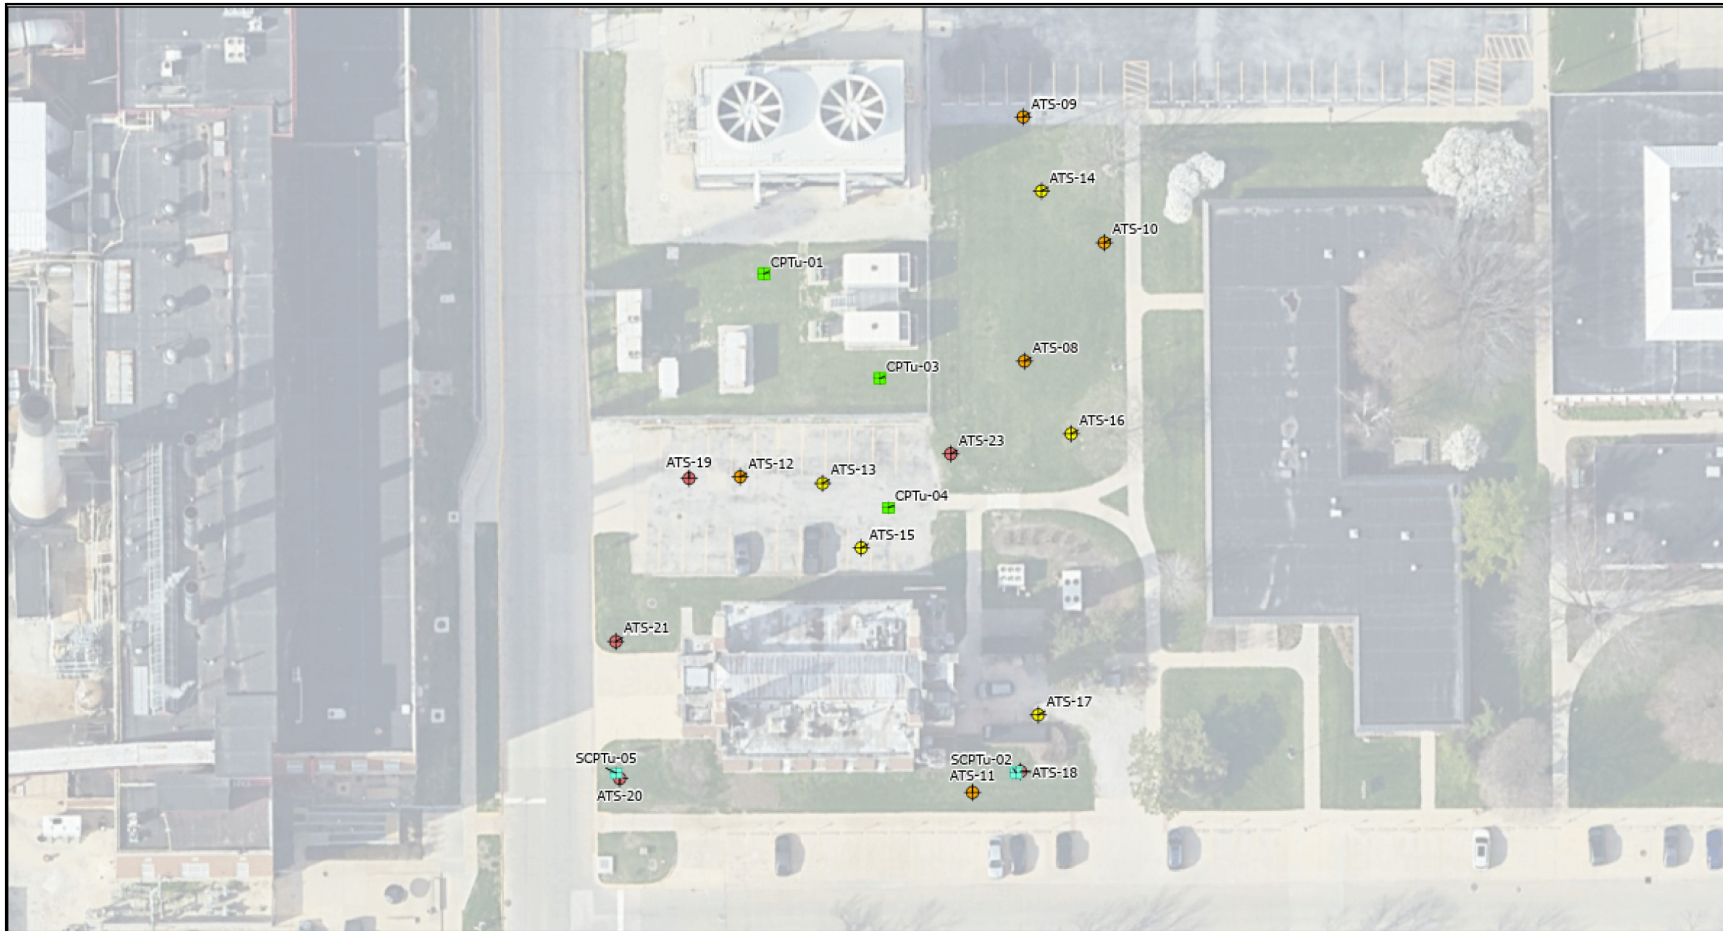 ATS-09
ATS-14
ATS-10
CPTu-01
ATS-08
CPTu-03
ATS-16
ATS-23
ATS-19
ATS-12
ATS-13
CPTu-04
ATS-15
ATS-21
ATS-17
SCPTu-05
SCPTu-02
ATS-18
ATS-11
ATS-20